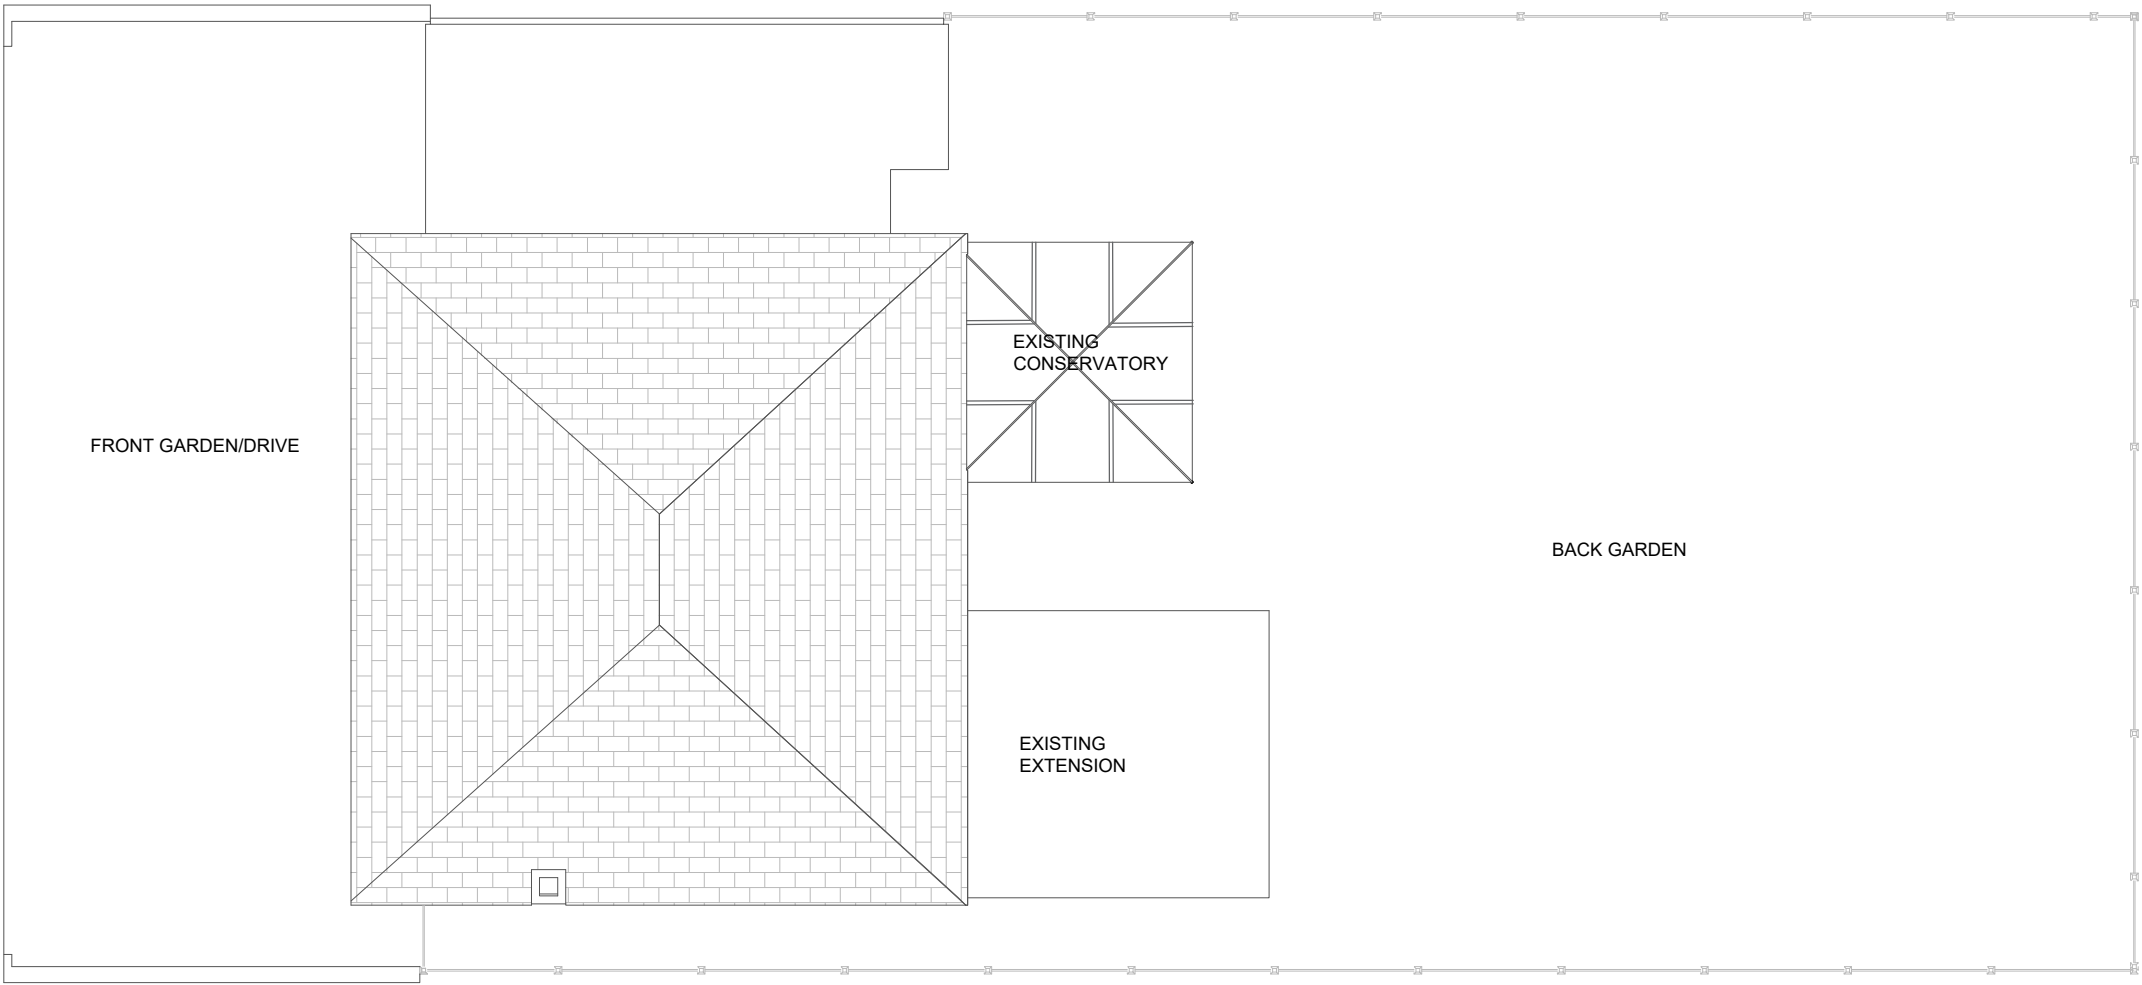 EXISTING
CONSERVATORY
FRONT GARDEN/DRIVE
BACK GARDEN
EXISTING
EXTENSION